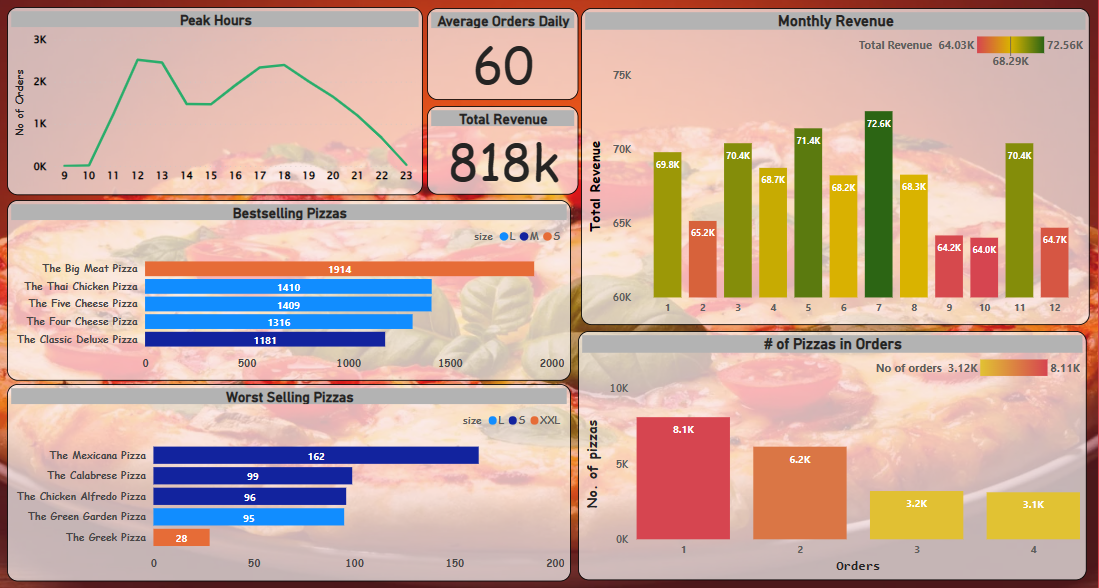 Peak Hours
3K
2K
1K
0K
No of Orders
9 10 11 12 13 14 15 16 17 18 19 20 21 22 23
Average Orders Daily
60
Total Revenue
818k
Monthly Revenue
Total Revenue 64.03K 72.56K
68.29K
75K
70K
65K
60K
Total Revenue
69.8K 65.2K 70.4K 68.7K 71.4K 68.2K 72.6K 68.3K 64.2K 64.0K 70.4K 64.7K
1 2 3 4 5 6 7 8 9 10 11 12
Bestselling Pizzas
size L M S
The Big Meat Pizza 1914
The Thai Chicken Pizza 1410
The Five Cheese Pizza 1409
The Four Cheese Pizza 1316
The Classic Deluxe Pizza 1181
0 500 1000 1500 2000
Worst Selling Pizzas
size L S XXL
The Mexicana Pizza 162
The Calabrese Pizza 99
The Chicken Alfredo Pizza 96
The Green Garden Pizza 95
The Greek Pizza 28
0 50 100 150 200
# of Pizzas in Orders
No of orders 3.12K 8.11K
10K
5K
0K
No. of pizzas
8.1K 6.2K 3.2K 3.1K
1 2 3 4
Orders